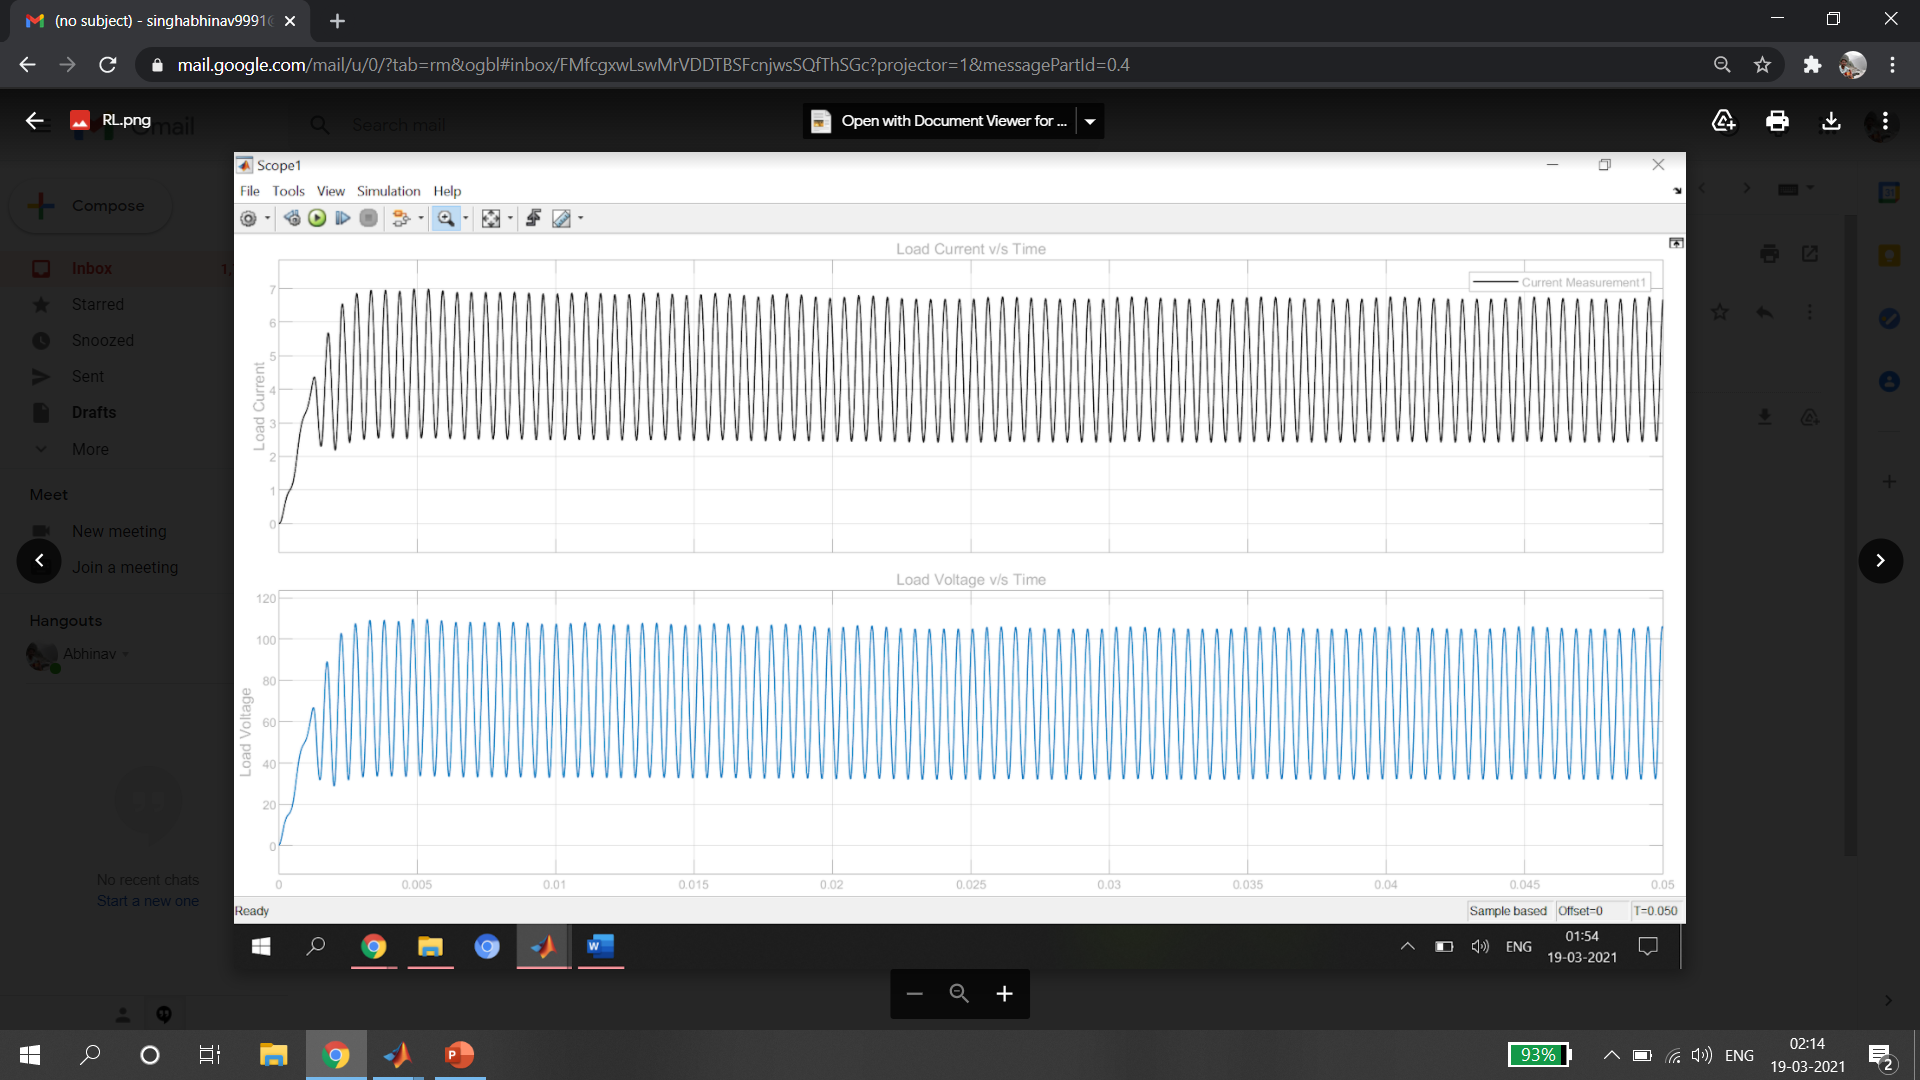 (no subject) - singhabhinav9991@
mail.google.com/mail/u/0/?tab=rm&ogbl#inbox/FMfcgxwLswMrVDDTBSFcnjwsSQfThSGc?projector=1&messagePartId=0.4
RL.png
Gmail
Search mail
Open with Document Viewer for ...
Compose
Inbox
1,
Starred
Snoozed
Sent
Drafts
More
Meet
New meeting
Join a meeting
Hangouts
Abhinav
No recent chats
Start a new one
31
Scope1
File Tools View Simulation Help
Load Current v/s Time
Current Measurement1
Load Current
7
6
5
4
3
2
1
0
Load Voltage v/s Time
Load Voltage
120
100
80
60
40
20
0
0 0.005 0.01 0.015 0.02 0.025 0.03 0.035 0.04 0.045 0.05
Ready
Sample based Offset=0 T=0.050
W
ENG
01:54
19-03-2021
P
93%
ENG
02:14
19-03-2021
2